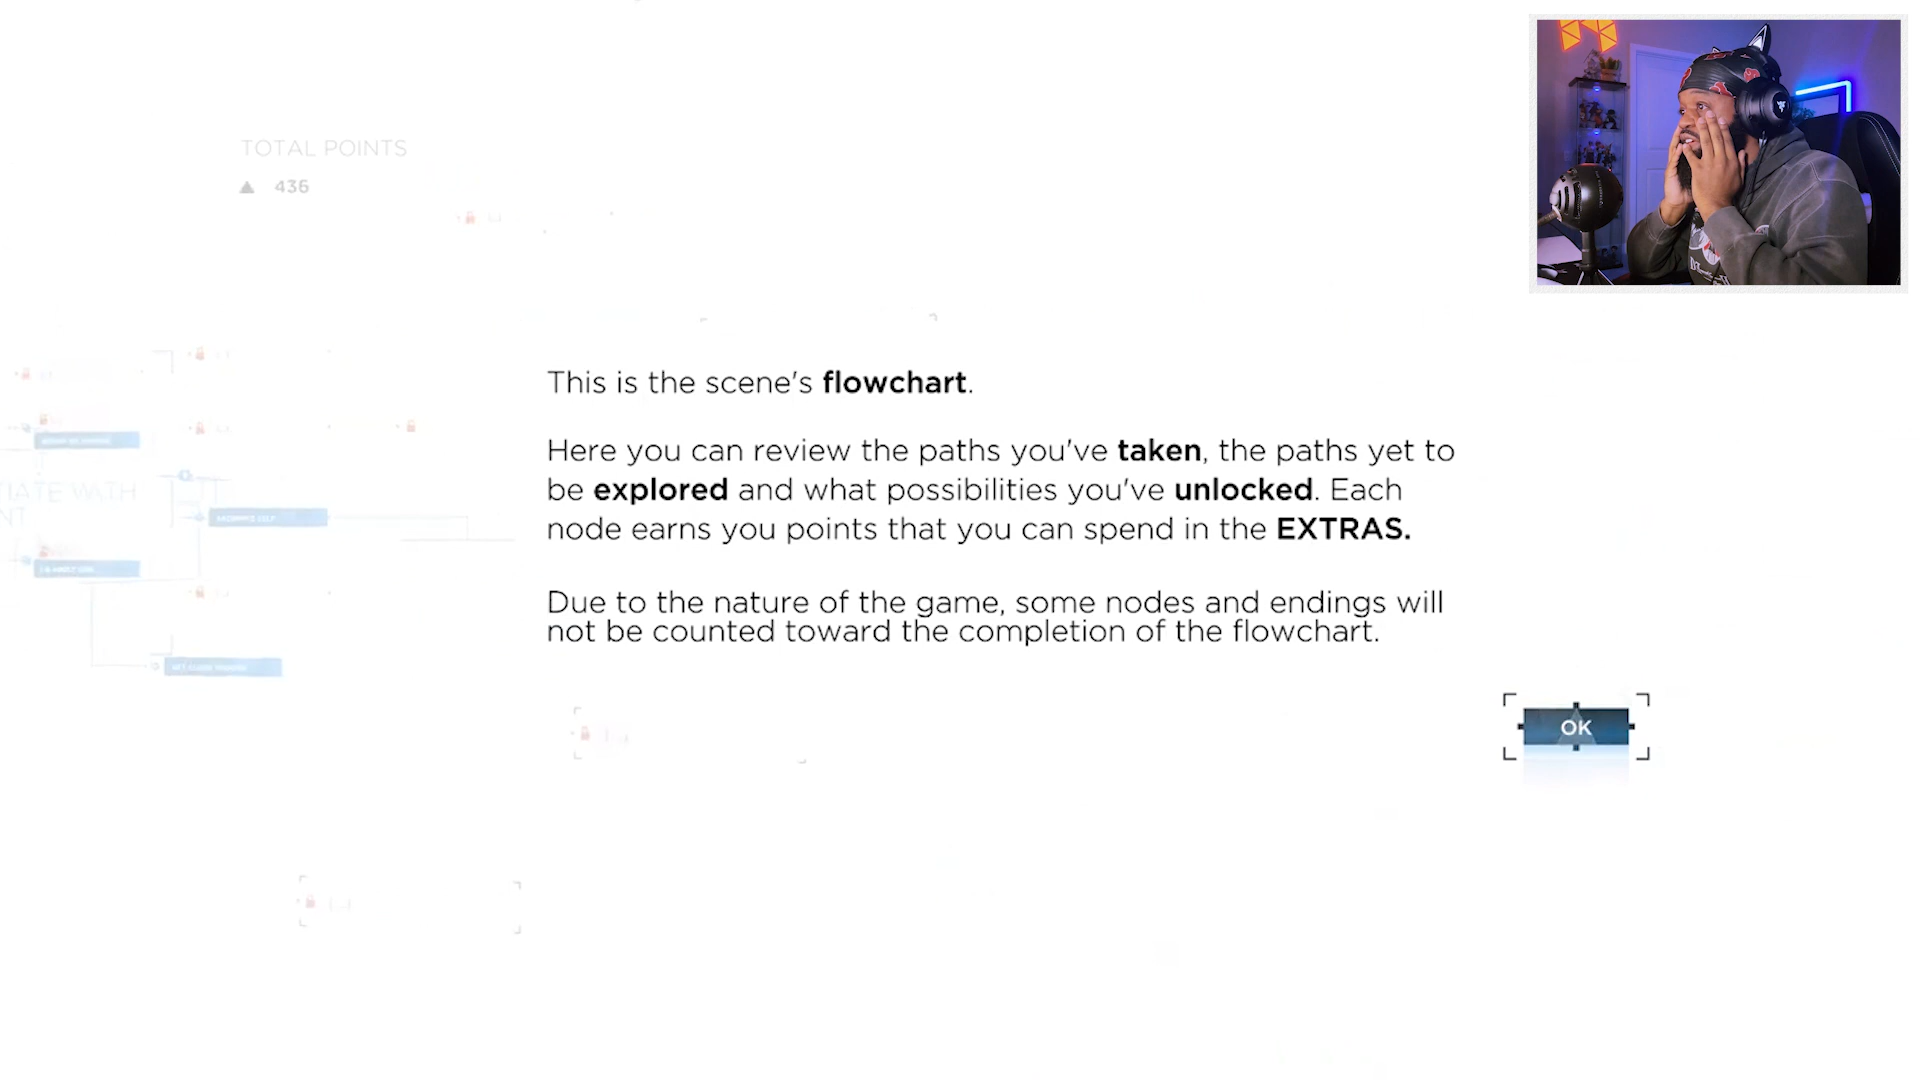 TOTAL POINTS
436
This is the scene's flowchart.
Here you can review the paths you've taken, the paths yet to
be explored and what possibilities you've unlocked. Each
node earns you points that you can spend in the EXTRAS.
Due to the nature of the game, some nodes and endings will
not be counted toward the completion of the flowchart.
OK